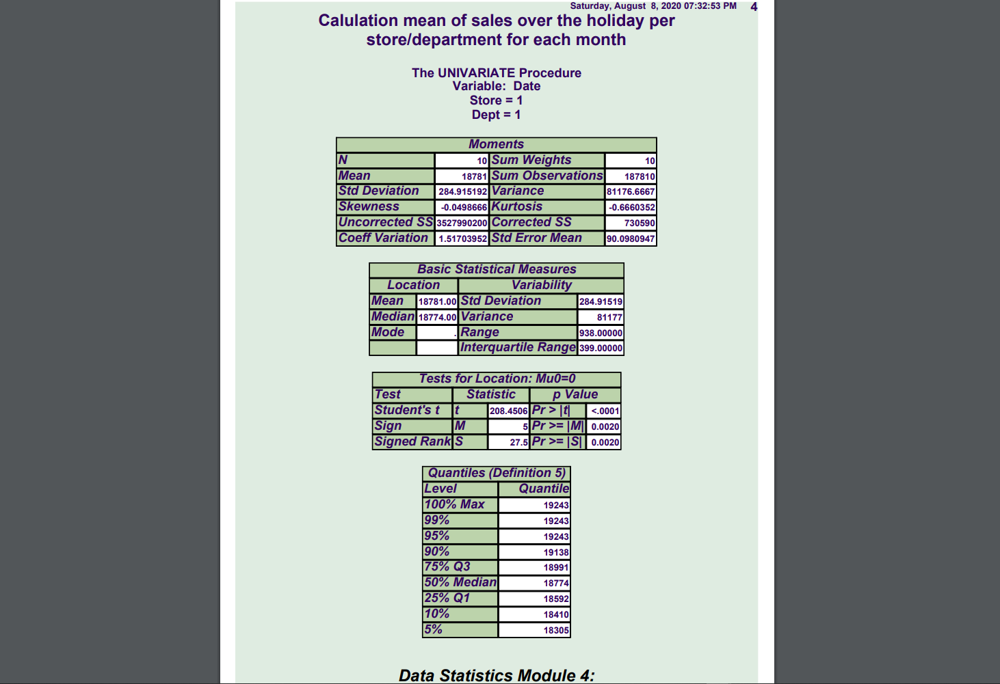 Saturday, August 8, 2020 07:32:53 PM 4
Calulation mean of sales over the holiday per
store/department for each month
The UNIVARIATE Procedure
Variable: Date
Store = 1
Dept = 1
Moments
N 10 Sum Weights 10
Mean 18781 Sum Observations 187810
Std Deviation 284.915192 Variance 81176.6667
Skewness -0.0498666 Kurtosis -0.6660352
Uncorrected SS 3527990200 Corrected SS 730590
Coeff Variation 1.51703952 Std Error Mean 90.0980947
Basic Statistical Measures
Location Variability
Mean 18781.00 Std Deviation 284.91519
Median 18774.00 Variance 81177
Mode . Range 938.00000
Interquartile Range 399.00000
Tests for Location: Mu0=0
Test Statistic p Value
Student's t t 208.4506 Pr > |t| <.0001
Sign M 5 Pr >= |M| 0.0020
Signed Rank S 27.5 Pr >= |S| 0.0020
Quantiles (Definition 5)
Level Quantile
100% Max 19243
99% 19243
95% 19243
90% 19138
75% Q3 18991
50% Median 18774
25% Q1 18592
10% 18410
5% 18305
Data Statistics Module 4: